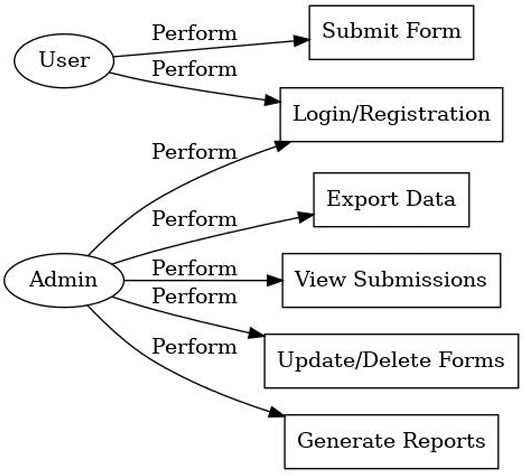 User
Perform
Submit Form
Perform
Login/Registration
Perform
Perform
Export Data
Admin
Perform
View Submissions
Perform
Update/Delete Forms
Perform
Generate Reports